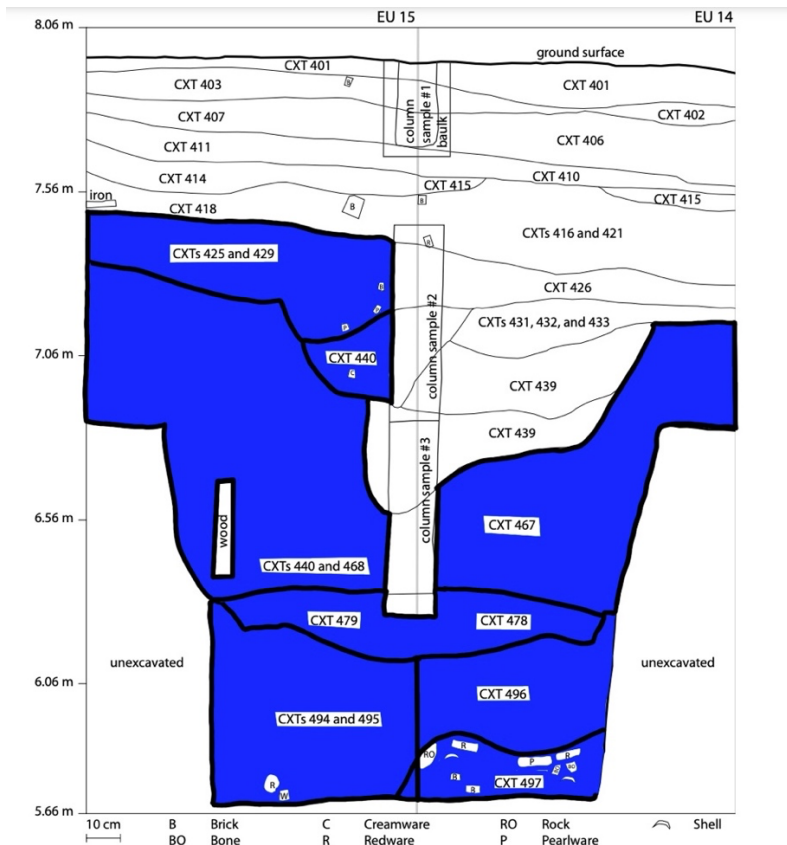 EU 15
EU 14
8.06 m
ground surface
CXT 401
CXT 403
B
CXT 401
column sample #1
baulk
CXT 402
CXT 407
CXT 406
CXT 411
CXT 410
CXT 414
CXT 415
7.56 m
iron
CXT 415
B
B
CXT 418
CXTs 416 and 421
B
CXTs 425 and 429
CXT 426
B
B
column sample #2
CXTs 431, 432, and 433
B
7.06 m
CXT 440
C
CXT 439
CXT 439
column sample #3
6.56 m
wood
CXT 467
CXTs 440 and 468
CXT 479
CXT 478
unexcavated
unexcavated
6.06 m
CXT 496
CXTs 494 and 495
R
RO
R
P
BO
R
CXT 497
R
R
W
5.66 m
10 cm
B Brick
C Creamware
RO Rock
Shell
BO Bone
R Redware
P Pearlware